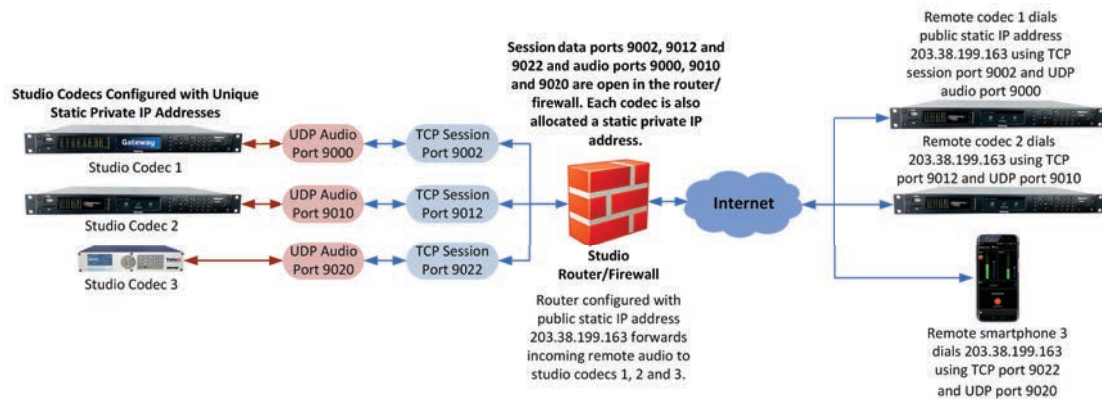 Studio Codecs Configured with Unique
Static Private IP Addresses
Gateway
Studio Codec 1
Studio Codec 2
Studio Codec 3
UDP Audio
Port 9000
TCP Session
Port 9002
UDP Audio
Port 9010
TCP Session
Port 9012
UDP Audio
Port 9020
TCP Session
Port 9022
Session data ports 9002, 9012 and
9022 and audio ports 9000, 9010
and 9020 are open in the router/
firewall. Each codec is also
allocated a static private IP
address.
Studio
Router/Firewall
Router configured with
public static IP address
203.38.199.163 forwards
incoming remote audio to
studio codecs 1, 2 and 3.
Internet
Remote codec 1 dials
public static IP address
203.38.199.163 using TCP
session port 9002 and UDP
audio port 9000
Remote codec 2 dials
203.38.199.163 using TCP
port 9012 and UDP port 9010
Remote smartphone 3
dials 203.38.199.163
using TCP port 9022
and UDP port 9020